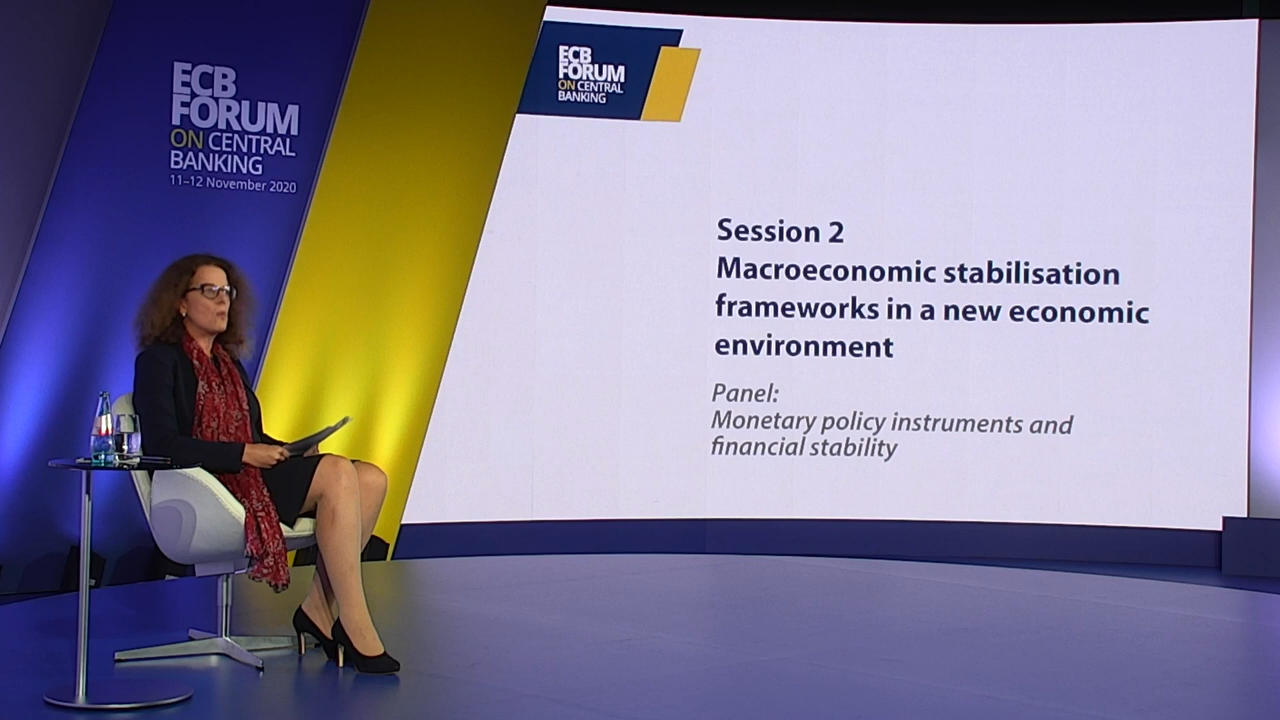 ECB
FORUM
ON CENTRAL
BANKING
11–12 November 2020
ECB
FORUM
ON CENTRAL
BANKING
Session 2
Macroeconomic stabilisation
frameworks in a new economic
environment
Panel:
Monetary policy instruments and
financial stability